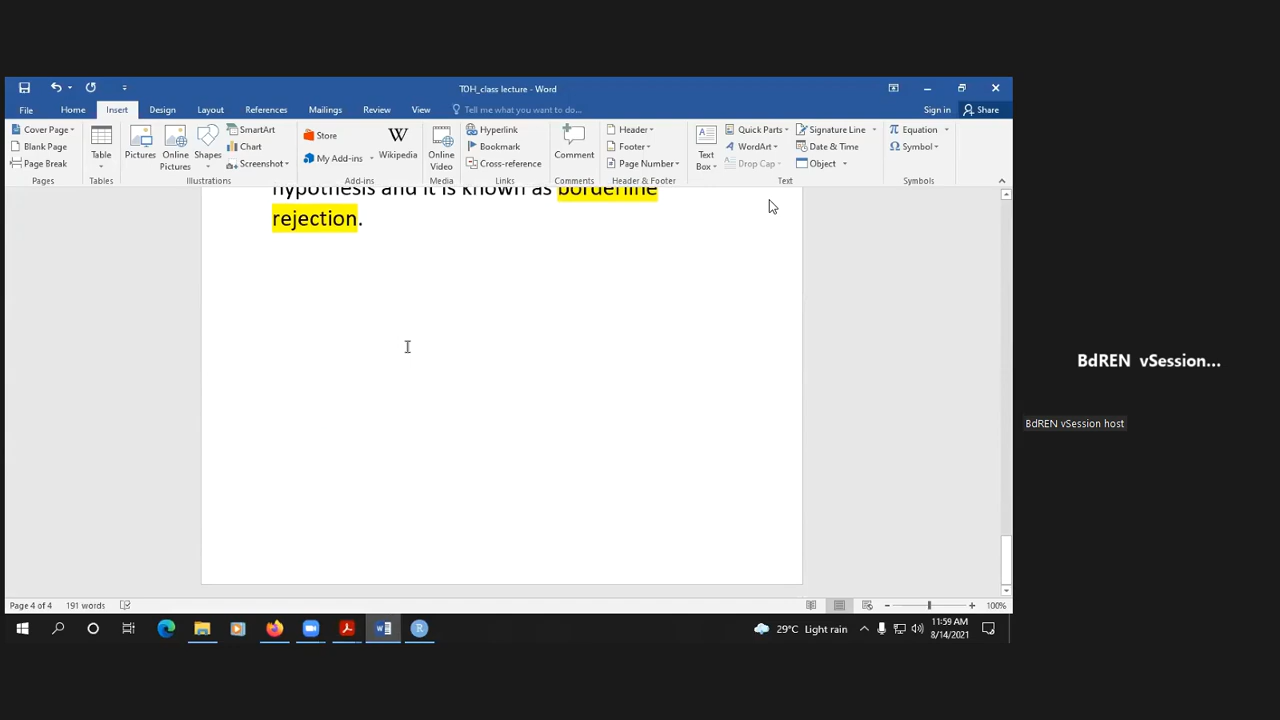 TOH_class lecture - Word
File Home Insert Design Layout References Mailings Review View Tell me what you want to do... Sign in Share
Cover Page
Blank Page
Page Break
Pages
Table
Tables
Pictures
Online Pictures
Shapes
SmartArt
Chart
Screenshot
Illustrations
Store
My Add-ins
Wikipedia
Add-ins
Online Video
Media
Hyperlink
Bookmark
Cross-reference
Links
Comment
Comments
Header
Footer
Page Number
Header & Footer
Text Box
Quick Parts
WordArt
Drop Cap
Signature Line
Date & Time
Object
Text
Equation
Symbol
Symbols
hypothesis and it is known as borderline
rejection.
BdREN vSession...
BdREN vSession host
Page 4 of 4 191 words 100%
29°C Light rain
11:59 AM
8/14/2021